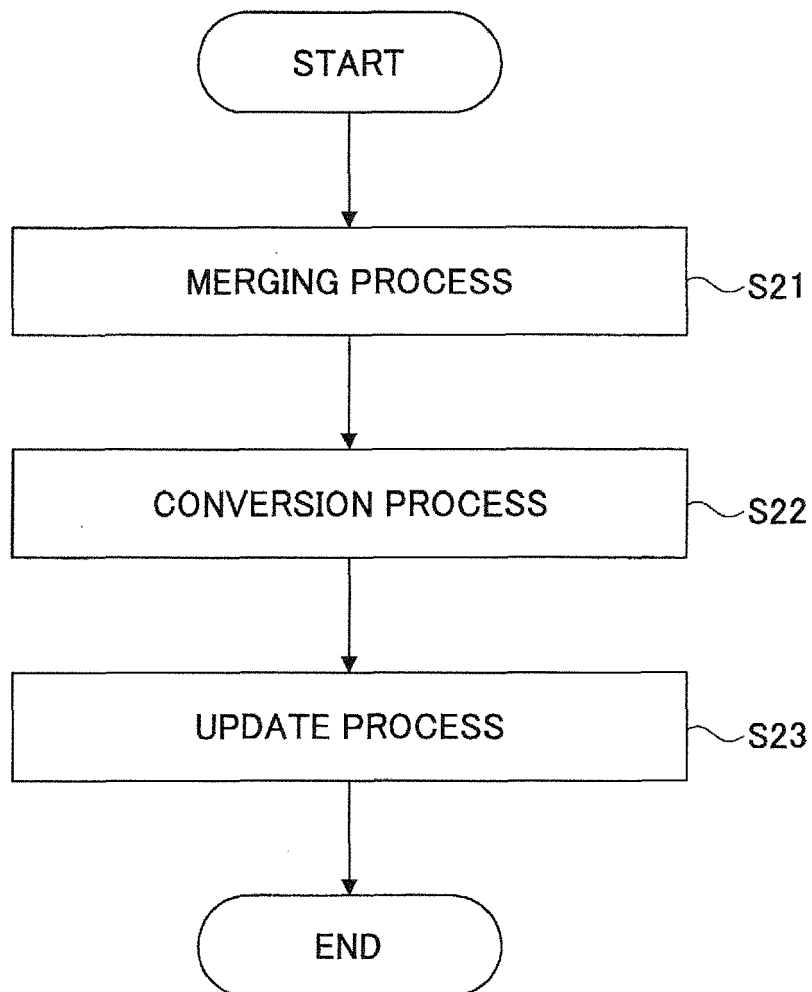 START
MERGING PROCESS
S21
CONVERSION PROCESS
S22
UPDATE PROCESS
S23
END